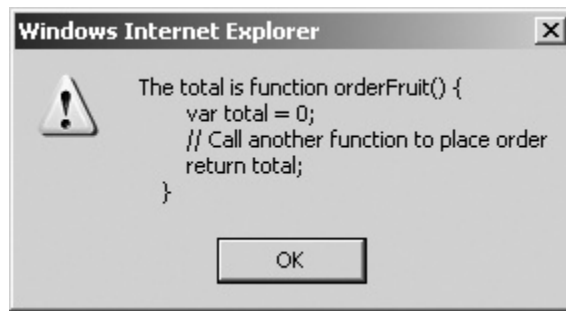 Windows Internet Explorer
The total is function orderFruit() {
var total = 0;
// Call another function to place order
return total;
}
OK